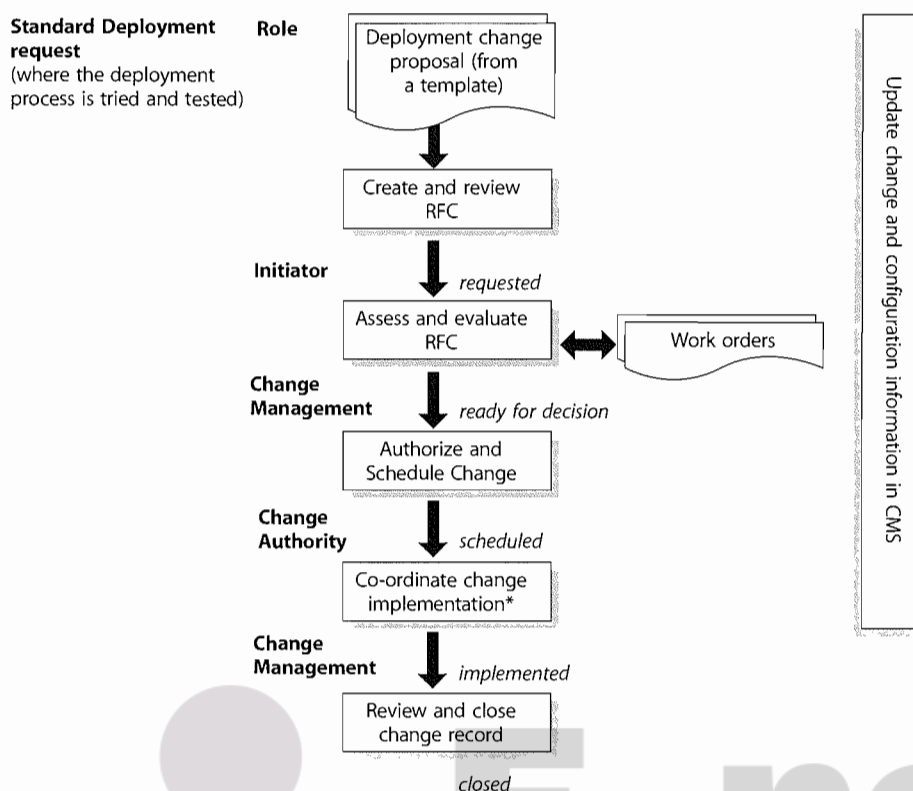 Standard Deployment
request
(where the deployment
process is tried and tested)
Role
Deployment change
proposal (from
a template)
Create and review
RFC
Initiator
requested
Assess and evaluate
RFC
Work orders
Change
Management
ready for decision
Authorize and
Schedule Change
Change
Authority
scheduled
Co-ordinate change
implementation*
Change
Management
implemented
Review and close
change record
closed
Update change and configuration information in CMS